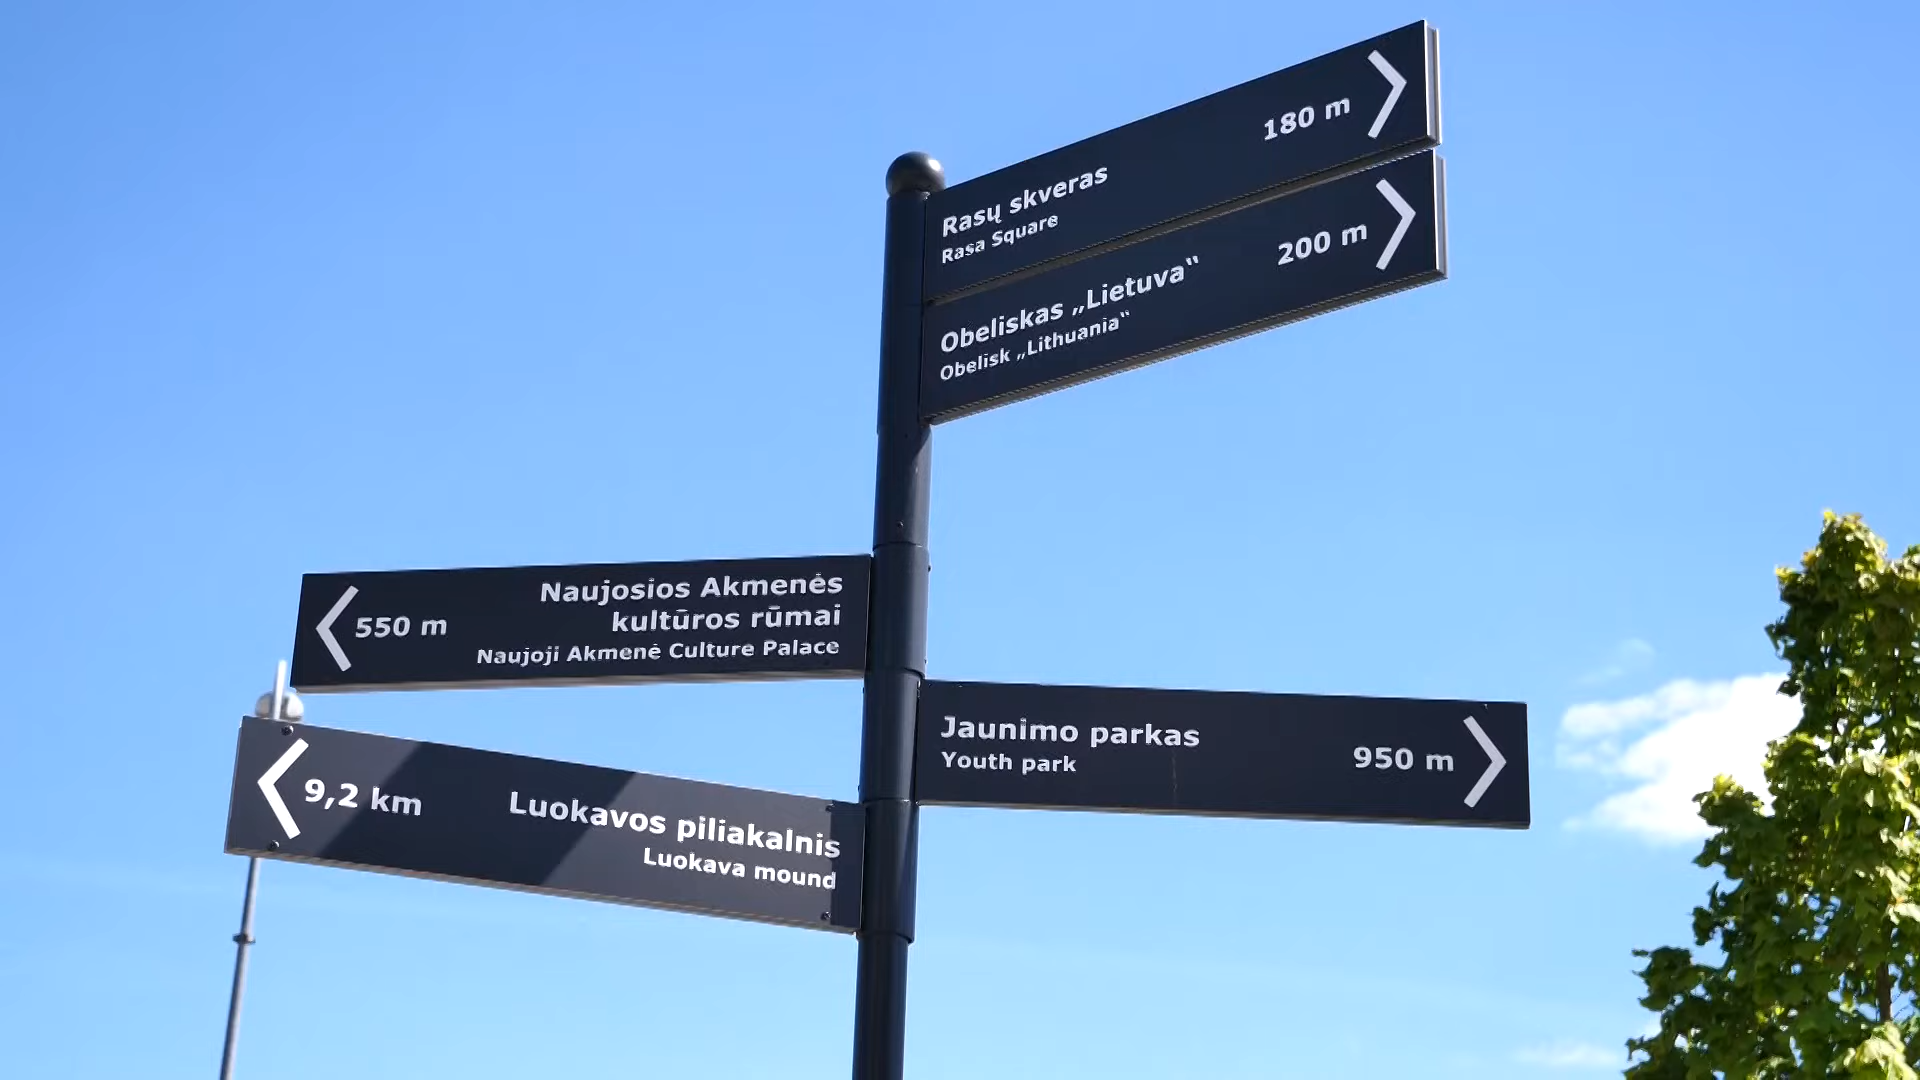 Rasų skveras
Rasa Square
180 m
Obeliskas „Lietuva“
Obelisk „Lithuania“
200 m
550 m
Naujosios Akmenės
kultūros rūmai
Naujoji Akmenė Culture Palace
Jaunimo parkas
Youth park
950 m
9,2 km
Luokavos piliakalnis
Luokava mound